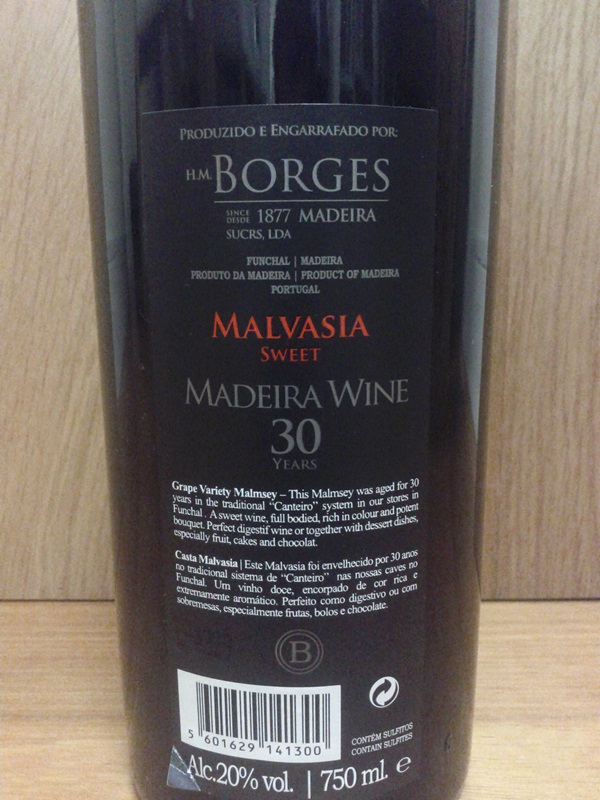 PRODUZIDO E ENGARRAFADO POR:
H.M. BORGES
SINCE
DESDE 1877 MADEIRA
SUCRS, LDA
FUNCHAL | MADEIRA
PRODUTO DA MADEIRA | PRODUCT OF MADEIRA
PORTUGAL
MALVASIA
SWEET
MADEIRA WINE
30
YEARS
Grape Variety Malmsey – This Malmsey was aged for 30
years in the traditional “Canteiro” system in our stores in
Funchal . A sweet wine, full bodied, rich in colour and potent
bouquet. Perfect digestif wine or together with dessert dishes,
especially fruit, cakes and chocolat.
Casta Malvasia | Este Malvasia foi envelhecido por 30 anos
no tradicional sistema de “Canteiro” nas nossas caves no
Funchal. Um vinho doce, encorpado de cor rica e
extremamente aromático. Perfeito como digestivo ou com
sobremesas, especialmente frutas, bolos e chocolate.
B
5 601629 141300
CONTÉM SULFITOS
CONTAIN SULFITES
Alc.20% vol. | 750 ml. e